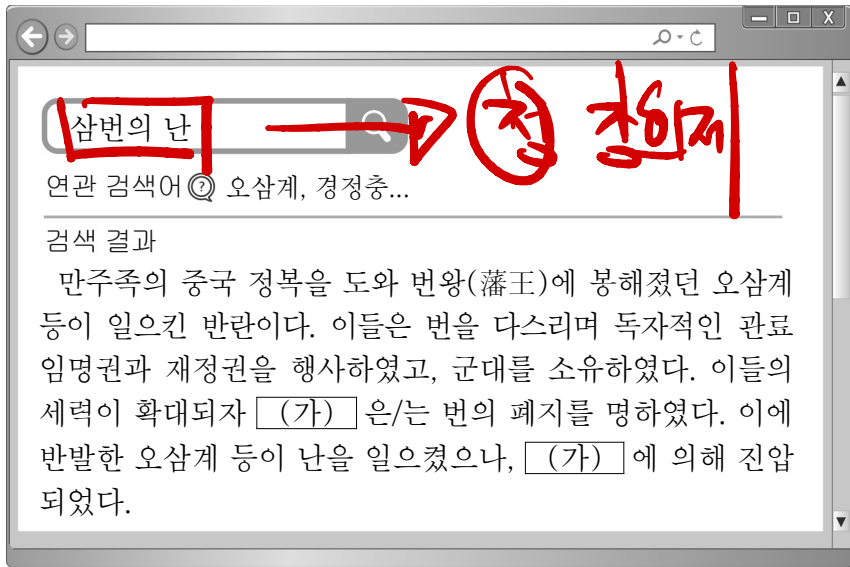 삼번의 난 청 강희제
연관 검색어 ? 오삼계, 경정충...
검색 결과
만주족의 중국 정복을 도와 번왕(藩王)에 봉해졌던 오삼계
등이 일으킨 반란이다. 이들은 번을 다스리며 독자적인 관료
임명권과 재정권을 행사하였고, 군대를 소유하였다. 이들의
세력이 확대되자 (가) 은/는 번의 폐지를 명하였다. 이에
반발한 오삼계 등이 난을 일으켰으나, (가) 에 의해 진압
되었다.